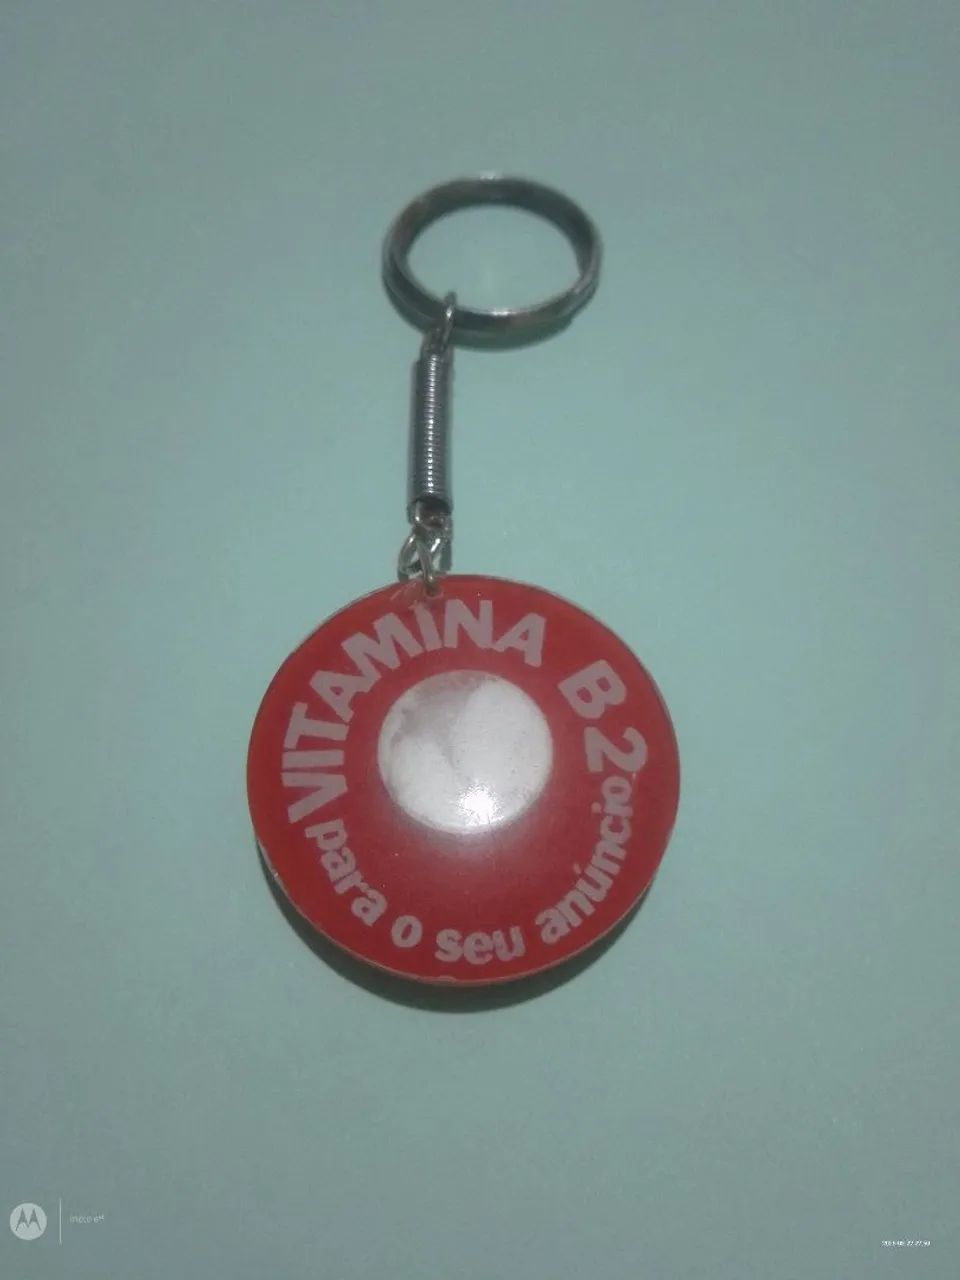 VITAMINA B2
para o seu anúncio